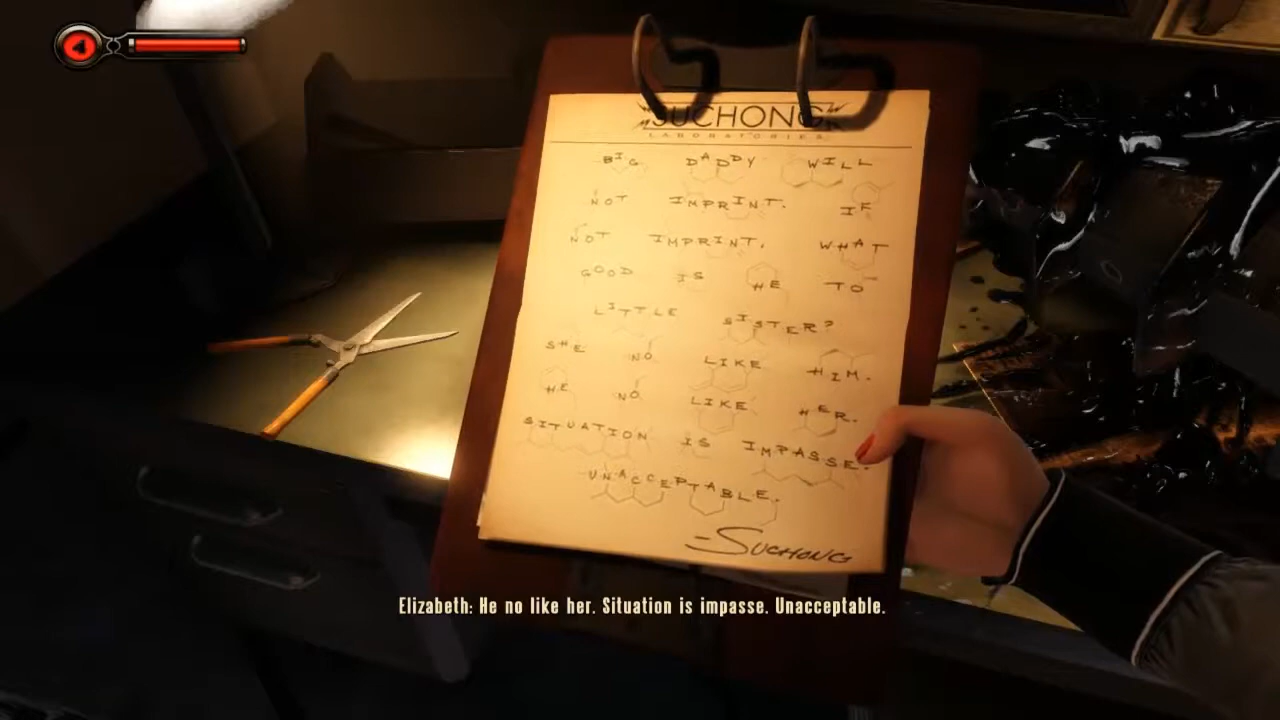 4
SUCHONG
LABORATORIES
BIG DADDY WILL
NOT IMPRINT. IF
NOT IMPRINT. WHAT
GOOD IS HE TO
LITTLE SISTER?
SHE NO LIKE HIM.
HE NO LIKE HER.
SITUATION IS IMPASSE.
UNACCEPTABLE.
-SUCHONG
Elizabeth: He no like her. Situation is impasse. Unacceptable.